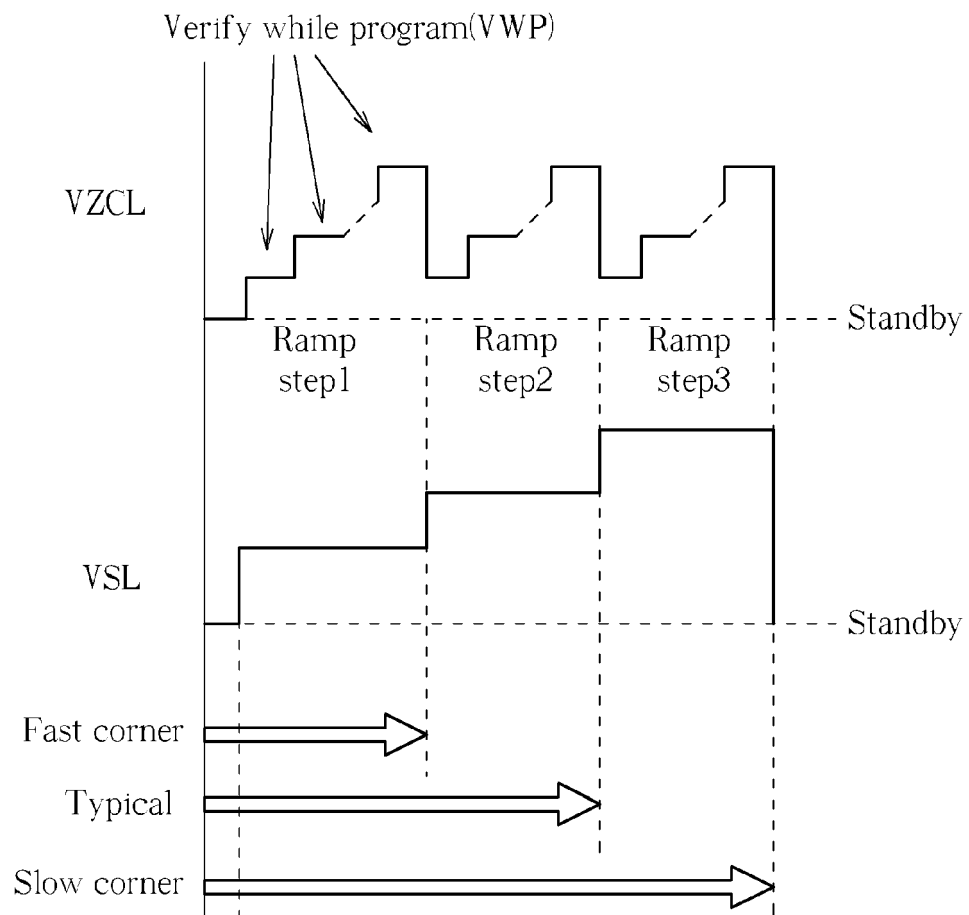 Verify while program(VWP)
VZCL
Standby
Ramp
step1
Ramp
step2
Ramp
step3
VSL
Standby
Fast corner
Typical
Slow corner